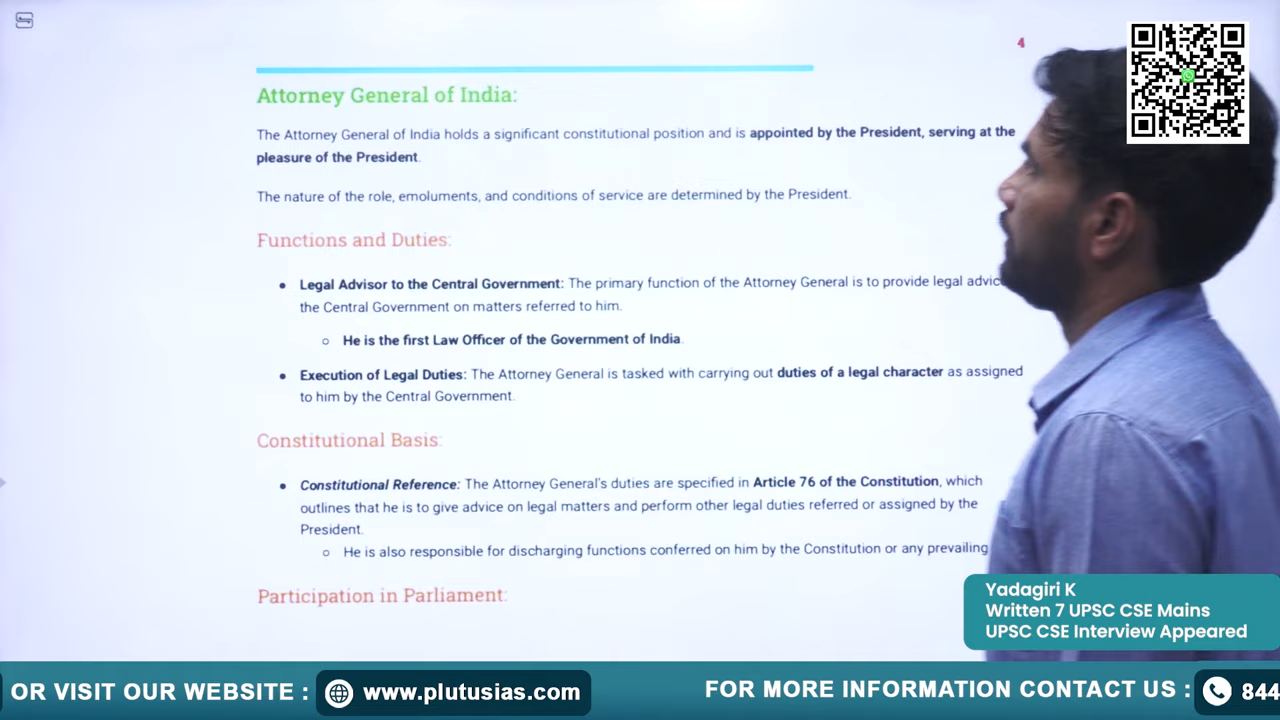 4
Attorney General of India:
The Attorney General of India holds a significant constitutional position and is appointed by the President, serving at the
pleasure of the President.
The nature of the role, emoluments, and conditions of service are determined by the President.
Functions and Duties:
• Legal Advisor to the Central Government: The primary function of the Attorney General is to provide legal
the Central Government on matters referred to him.
○ He is the first Law Officer of the Government of India.
• Execution of Legal Duties: The Attorney General is tasked with carrying out duties of a legal character as assigned
to him by the Central Government.
Constitutional Basis:
• Constitutional Reference: The Attorney General's duties are specified in Article 76 of the Constitution, which
outlines that he is to give advice on legal matters and perform other legal duties referred or assigned by the
President.
○ He is also responsible for discharging functions conferred on him by the Constitution or any prevailing
Participation in Parliament:
Yadagiri K
Written 7 UPSC CSE Mains
UPSC CSE Interview Appeared
OR VISIT OUR WEBSITE : www.plutusias.com FOR MORE INFORMATION CONTACT US : 844